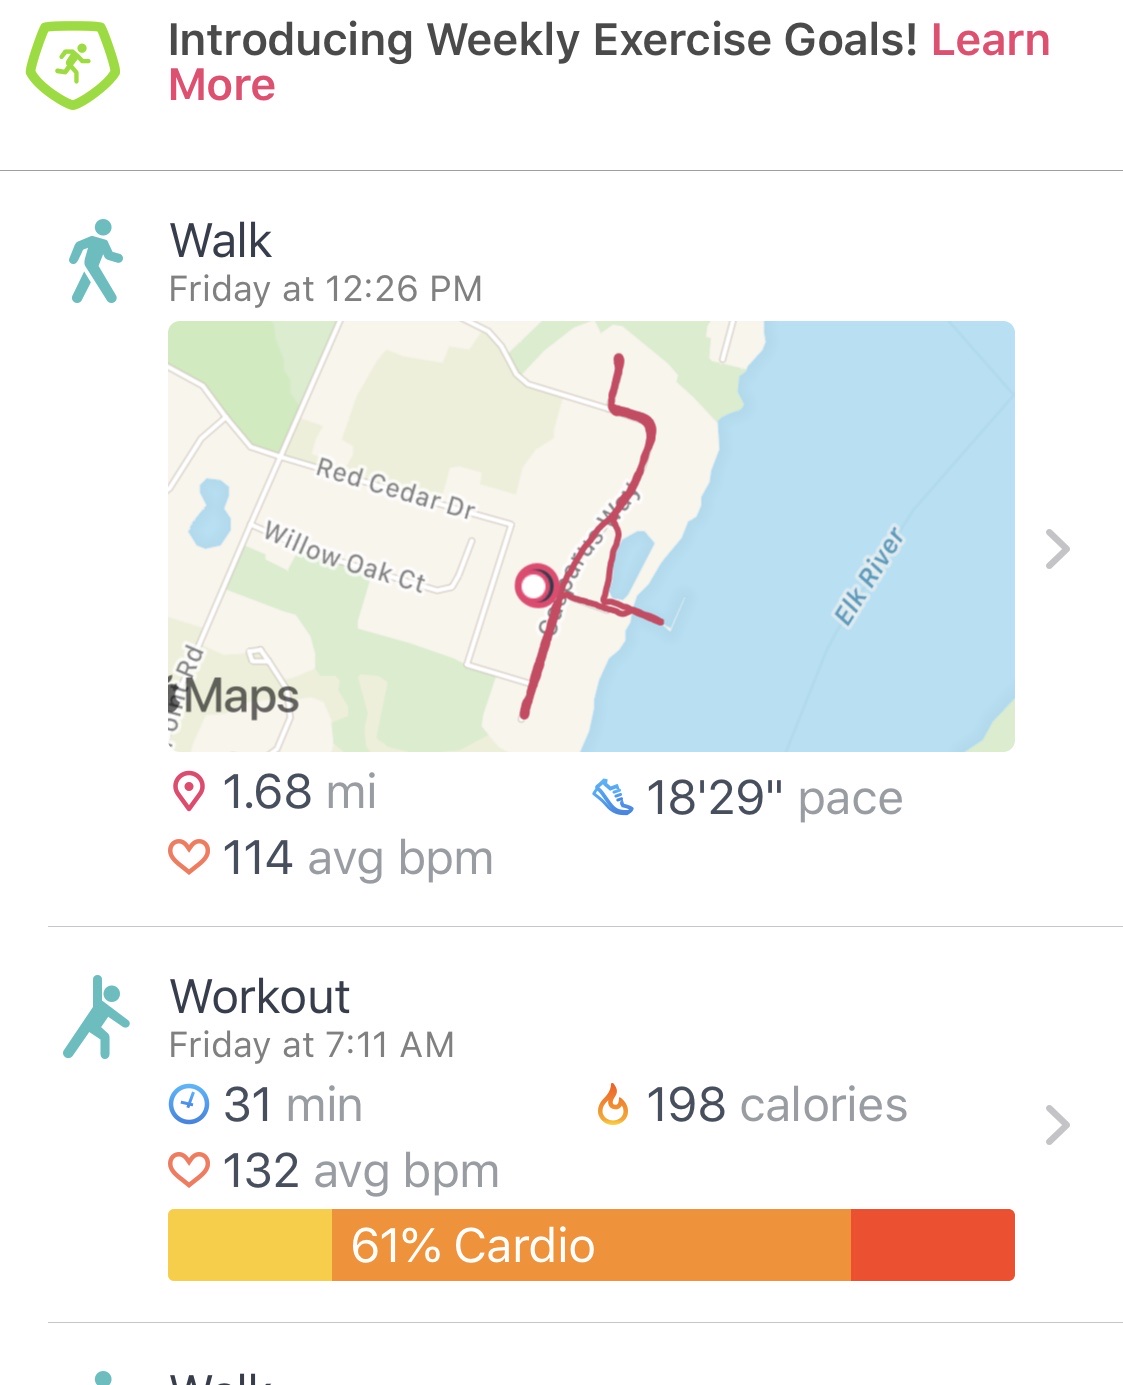 Introducing Weekly Exercise Goals! Learn
More
Walk
Friday at 12:26 PM
Red Cedar Dr
Willow Oak Ct
Way
Elk River
Rd
Maps
1.68 mi
18'29" pace
114 avg bpm
Workout
Friday at 7:11 AM
31 min
198 calories
132 avg bpm
61% Cardio
Walk